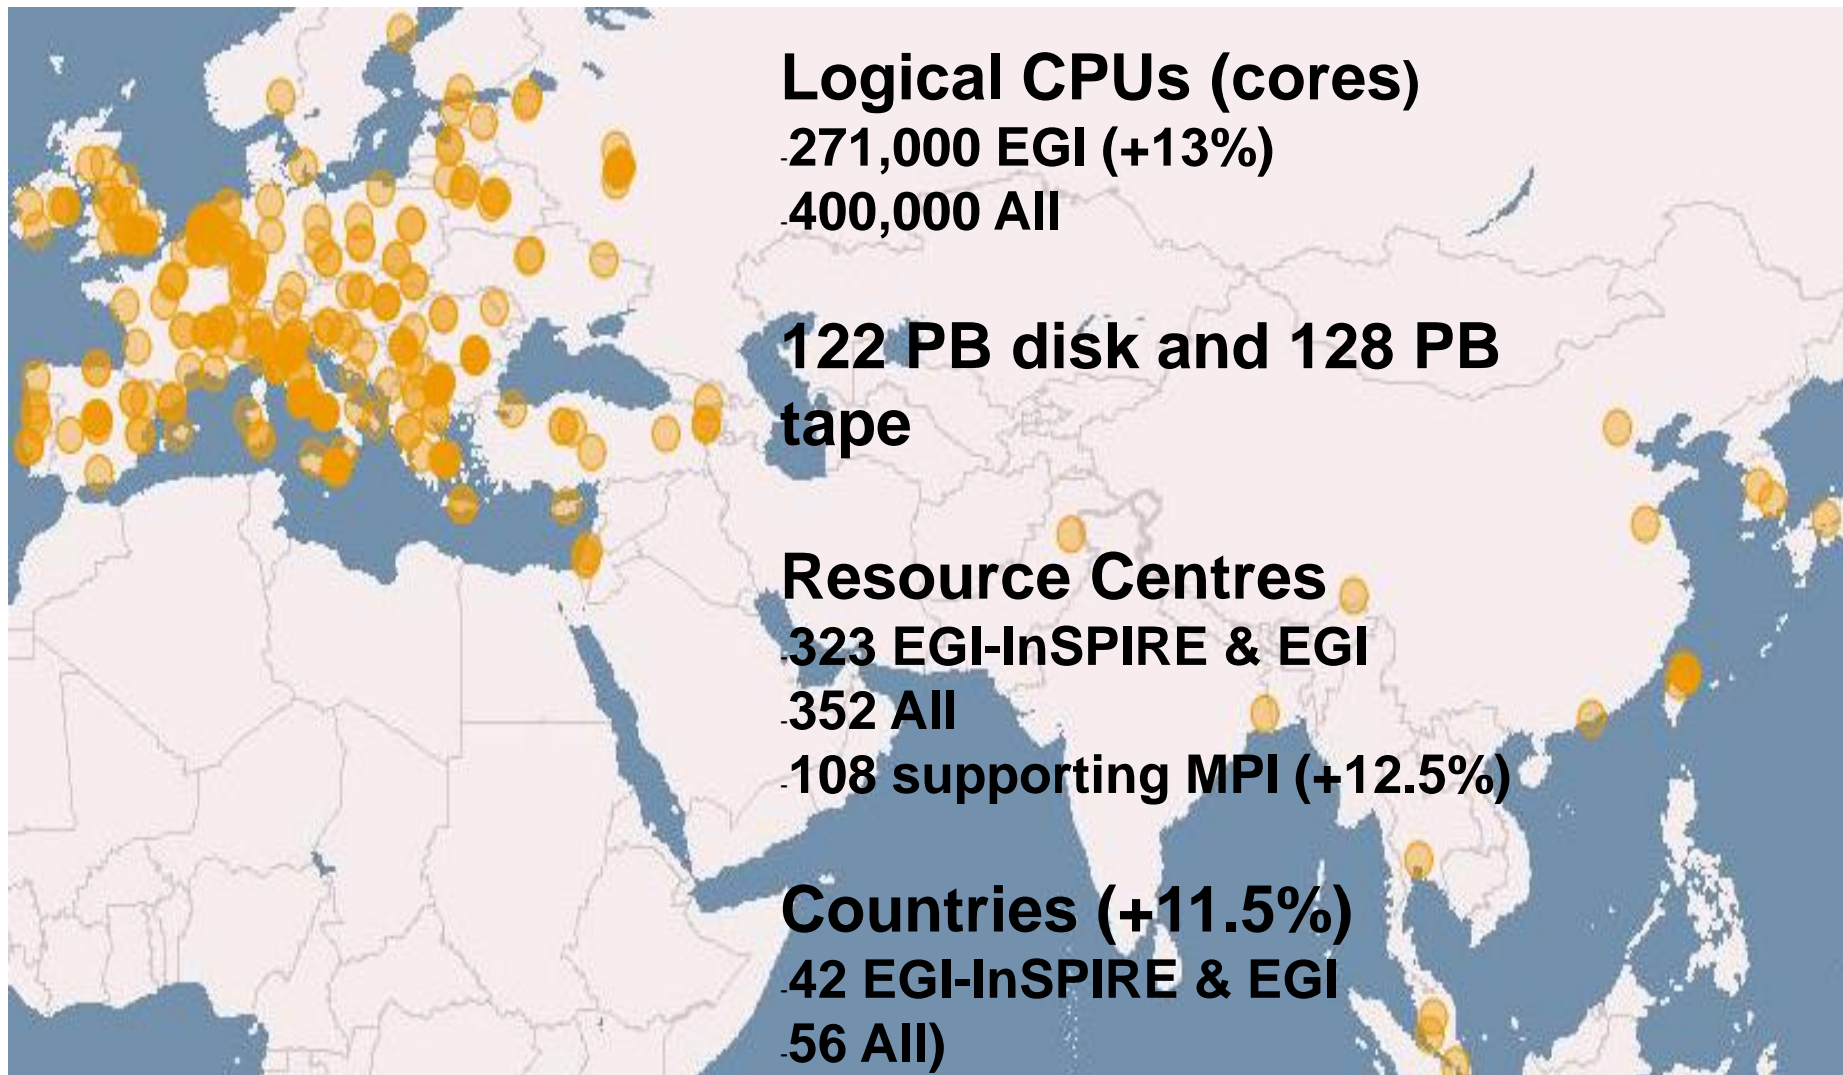 Logical CPUs (cores)
-271,000 EGI (+13%)
-400,000 All
122 PB disk and 128 PB
tape
Resource Centres
-323 EGI-InSPIRE & EGI
-352 All
-108 supporting MPI (+12.5%)
Countries (+11.5%)
-42 EGI-InSPIRE & EGI
-56 All)